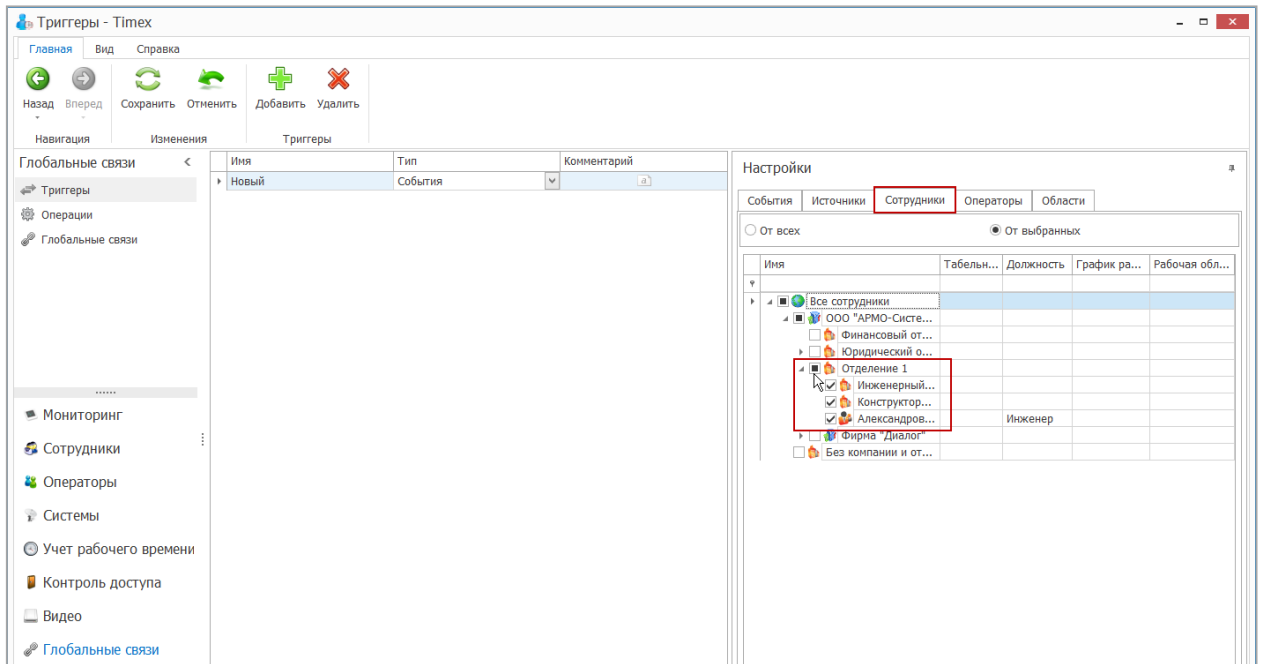 Триггеры - Timex
Главная Вид Справка
Назад Вперед Сохранить Отменить Добавить Удалить
Навигация Изменения Триггеры
Глобальные связи
Триггеры
Операции
Глобальные связи
Мониторинг
Сотрудники
Операторы
Системы
Учет рабочего времени
Контроль доступа
Видео
Глобальные связи
Имя Тип Комментарий
Новый События a
Настройки
События Источники Сотрудники Операторы Области
От всех От выбранных
Имя Табельн... Должность График ра... Рабочая обл...
Все сотрудники
ООО "АРМО-Систе...
Финансовый от...
Юридический о...
Отделение 1
Инженерный...
Конструктор...
Александров... Инженер
Фирма "Диалог"
Без компании и от...